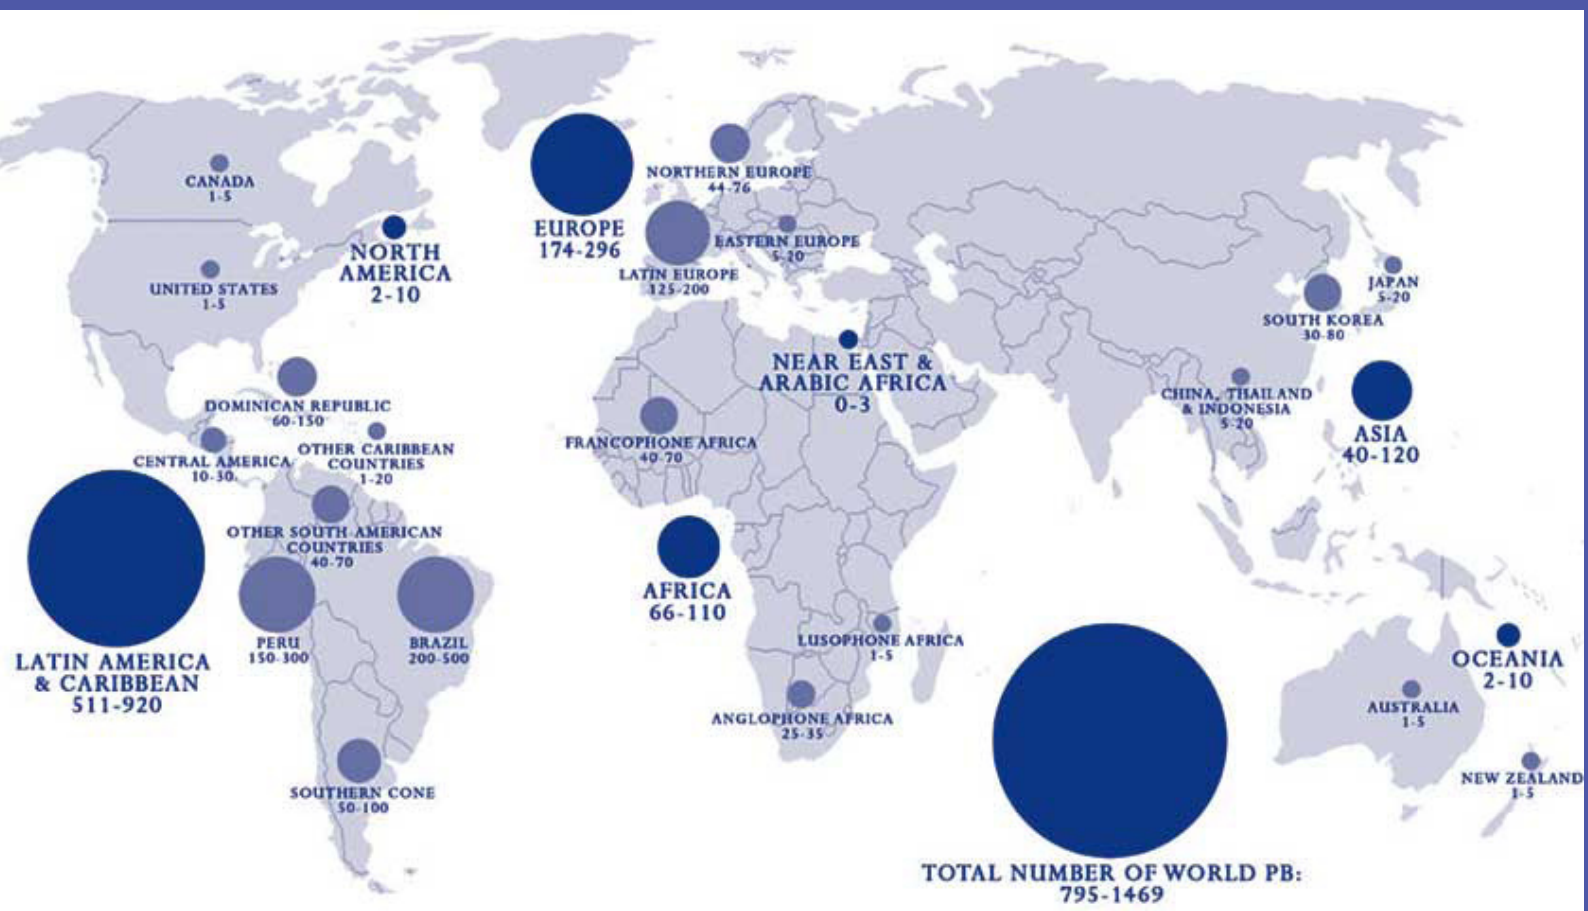 CANADA
1-5
NORTH
AMERICA
2-10
UNITED STATES
1-5
EUROPE
174-296
NORTHERN EUROPE
44-76
EASTERN EUROPE
5-20
LATIN EUROPE
125-200
JAPAN
5-20
SOUTH KOREA
30-80
NEAR EAST &
ARABIC AFRICA
0-3
CHINA, THAILAND
& INDONESIA
5-20
ASIA
40-120
DOMINICAN REPUBLIC
60-150
CENTRAL AMERICA
10-30
OTHER CARIBBEAN
COUNTRIES
1-20
FRANCOPHONE AFRICA
40-70
OTHER SOUTH AMERICAN
COUNTRIES
40-70
LATIN AMERICA
& CARIBBEAN
511-920
PERU
150-300
BRAZIL
200-500
AFRICA
66-110
LUSOPHONE AFRICA
1-5
ANGLOPHONE AFRICA
25-35
OCEANIA
2-10
AUSTRALIA
1-5
NEW ZEALAND
1-5
SOUTHERN CONE
50-100
TOTAL NUMBER OF WORLD PB:
795-1469